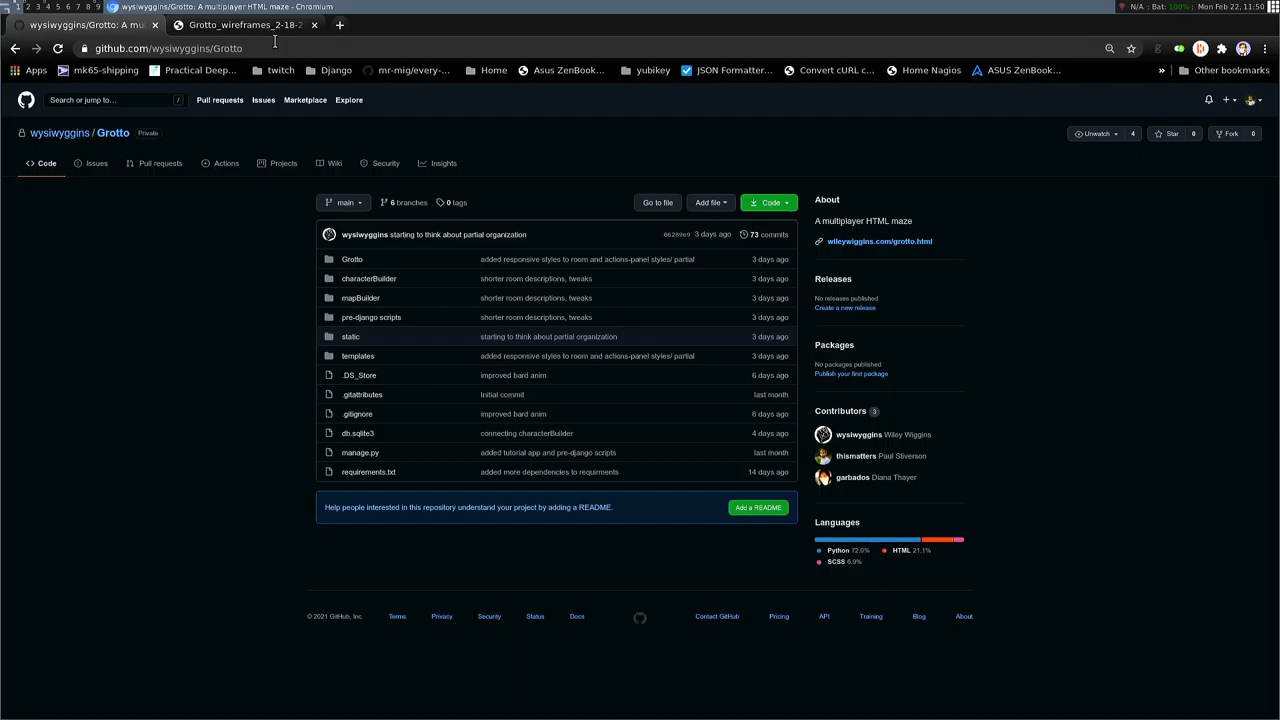 1 2 3 4 5 6 7 8 9 wysiwyggins/Grotto: A multiplayer HTML maze - Chromium N/A | Bat: 100% | Mon Feb 22, 11:50
wysiwyggins/Grotto: A mul Grotto_wireframes_2-18-2
github.com/wysiwyggins/Grotto
Apps mk65-shipping Practical Deep... twitch Django mr-mig/every-... Home Asus ZenBook... yubikey JSON Formatter... Convert cURL c... Home Nagios ASUS ZenBook... » Other bookmarks
Search or jump to... / Pull requests Issues Marketplace Explore
wysiwyggins / Grotto Private Unwatch 4 Star 0 Fork 0
Code Issues Pull requests Actions Projects Wiki Security Insights
main 6 branches 0 tags Go to file Add file Code
wysiwyggins starting to think about partial organization 3 days ago 73 commits
Grotto added responsive styles to room and actions-panel styles/ partial 3 days ago
characterBuilder shorter room descriptions, tweaks 3 days ago
mapBuilder shorter room descriptions, tweaks 3 days ago
pre-django scripts shorter room descriptions, tweaks 3 days ago
static starting to think about partial organization 3 days ago
templates added responsive styles to room and actions-panel styles/ partial 3 days ago
.DS_Store improved bard anim 6 days ago
.gitattributes Initial commit last month
.gitignore improved bard anim 6 days ago
db.sqlite3 connecting characterBuilder 4 days ago
manage.py added tutorial app and pre-django scripts last month
requirements.txt added more dependencies to requirments 14 days ago
Help people interested in this repository understand your project by adding a README. Add a README
About
A multiplayer HTML maze
wileywiggins.com/grotto.html
Releases
No releases published
Create a new release
Packages
No packages published
Publish your first package
Contributors 3
wysiwyggins Wiley Wiggins
thismatters Paul Stiverson
garbados Diana Thayer
Languages
Python 72.0% HTML 21.1%
SCSS 6.9%
© 2021 GitHub, Inc. Terms Privacy Security Status Docs Contact GitHub Pricing API Training Blog About